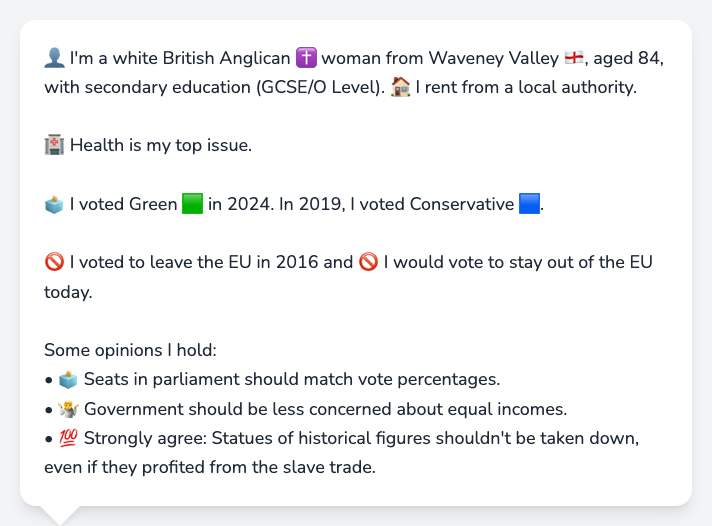 👤 I'm a white British Anglican ✝️ woman from Waveney Valley 🏴󠁧󠁢󠁥󠁮󠁧󠁿, aged 84,
with secondary education (GCSE/O Level). 🏠 I rent from a local authority.
🏥 Health is my top issue.
🗳️ I voted Green 🟩 in 2024. In 2019, I voted Conservative 🟦.
🚫 I voted to leave the EU in 2016 and 🚫 I would vote to stay out of the EU
today.
Some opinions I hold:
• 🗳️ Seats in parliament should match vote percentages.
• 🤷 Government should be less concerned about equal incomes.
• 💯 Strongly agree: Statues of historical figures shouldn't be taken down,
even if they profited from the slave trade.